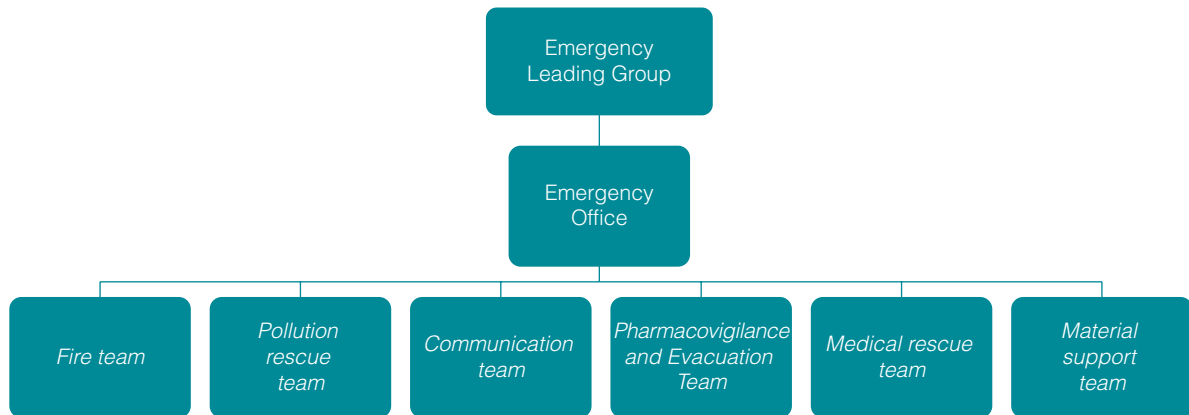 Emergency
Leading Group
Emergency
Office
Fire team
Pollution
rescue
team
Communication
team
Pharmacovigilance
and Evacuation
Team
Medical rescue
team
Material
support
team